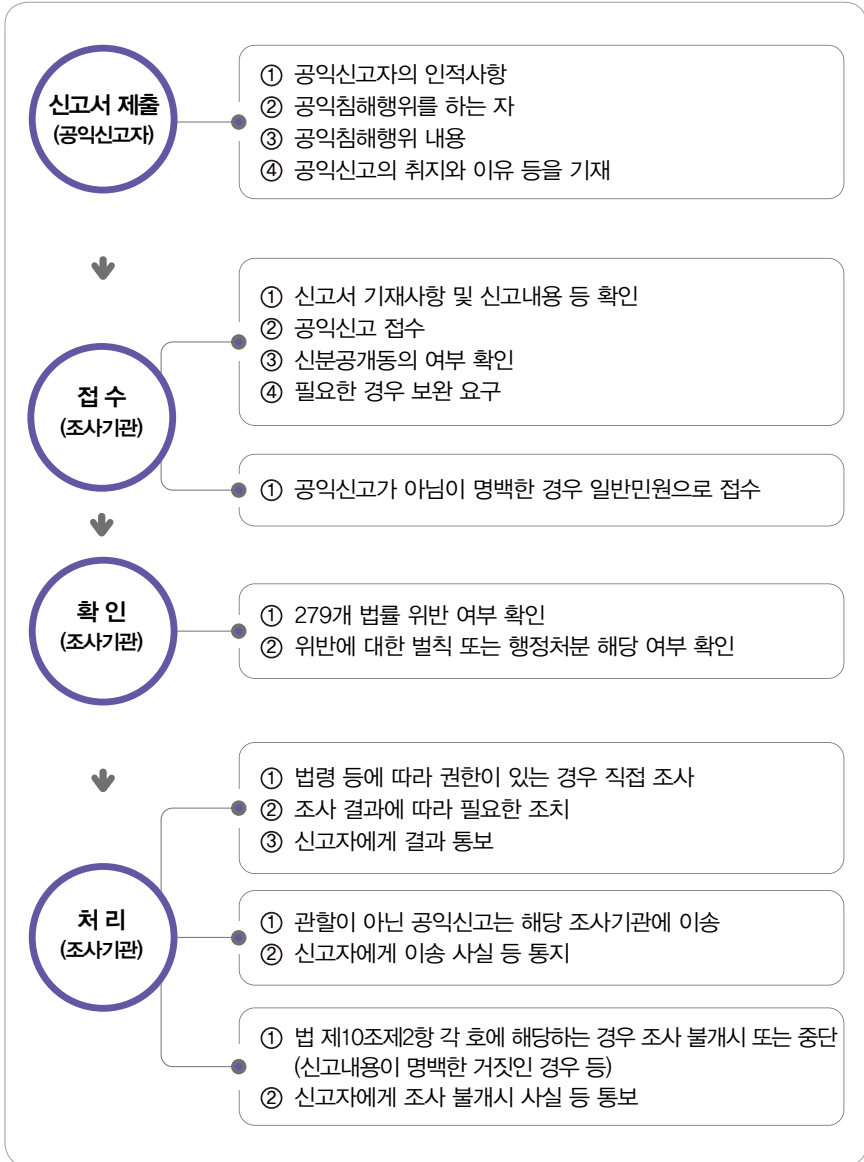 신고서 제출
(공익신고자)
① 공익신고자의 인적사항
② 공익침해행위를 하는 자
③ 공익침해행위 내용
④ 공익신고의 취지와 이유 등을 기재
접 수
(조사기관)
① 신고서 기재사항 및 신고내용 등 확인
② 공익신고 접수
③ 신분공개동의 여부 확인
④ 필요한 경우 보완 요구
① 공익신고가 아님이 명백한 경우 일반민원으로 접수
확 인
(조사기관)
① 279개 법률 위반 여부 확인
② 위반에 대한 벌칙 또는 행정처분 해당 여부 확인
처 리
(조사기관)
① 법령 등에 따라 권한이 있는 경우 직접 조사
② 조사 결과에 따라 필요한 조치
③ 신고자에게 결과 통보
① 관할이 아닌 공익신고는 해당 조사기관에 이송
② 신고자에게 이송 사실 등 통지
① 법 제10조제2항 각 호에 해당하는 경우 조사 불개시 또는 중단
(신고내용이 명백한 거짓인 경우 등)
② 신고자에게 조사 불개시 사실 등 통보